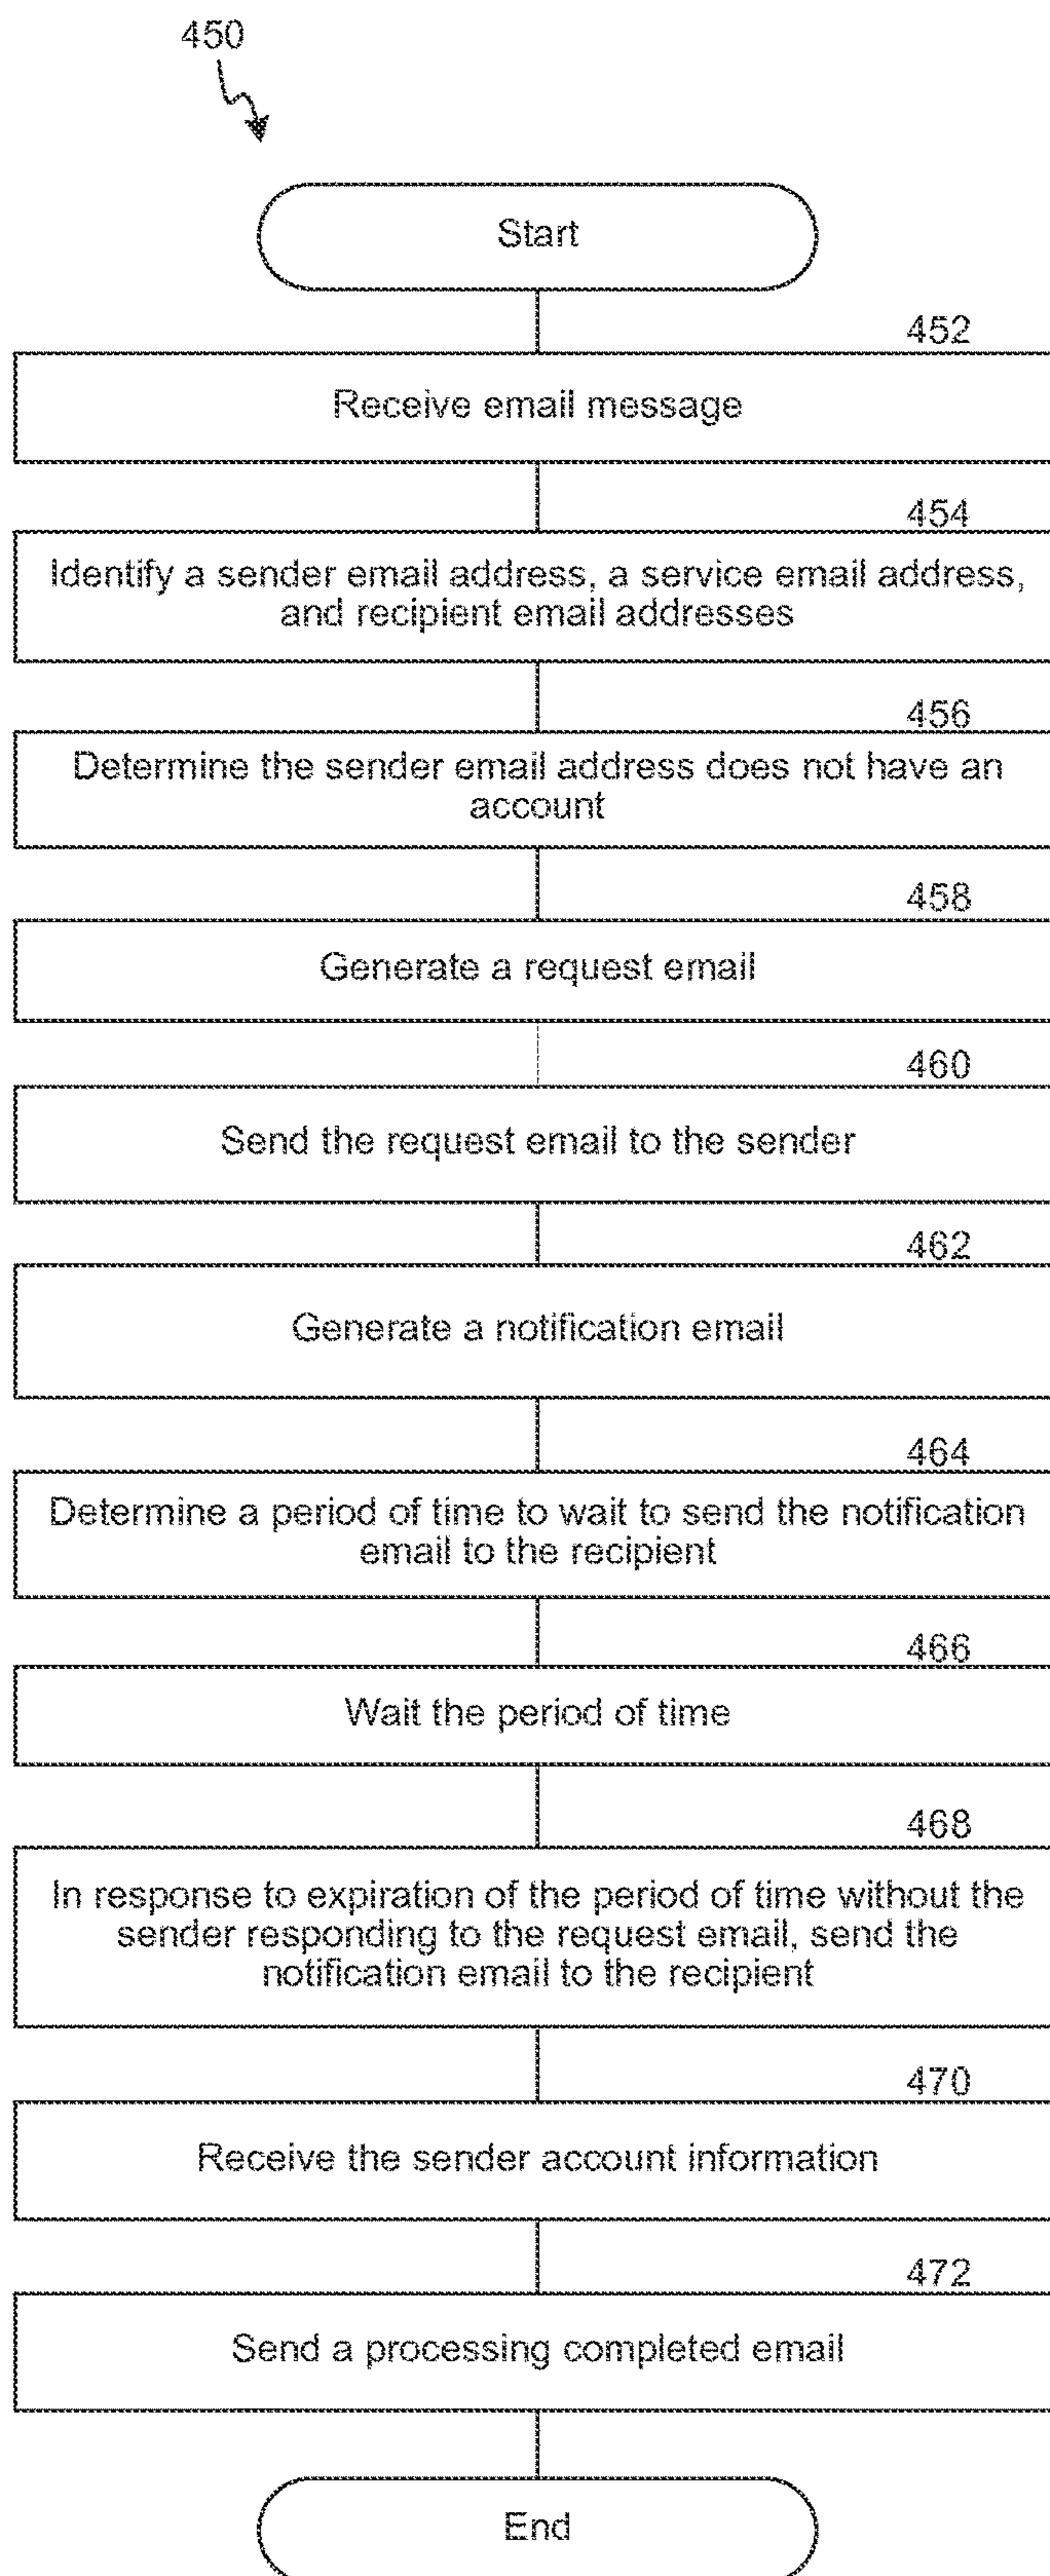 450
Start
452
Receive email message
454
Identify a sender email address, a service email address,
and recipient email addresses
456
Determine the sender email address does not have an
account
458
Generate a request email
460
Send the request email to the sender
462
Generate a notification email
464
Determine a period of time to wait to send the notification
email to the recipient
466
Wait the period of time
468
In response to expiration of the period of time without the
sender responding to the request email, send the
notification email to the recipient
470
Receive the sender account information
472
Send a processing completed email
End